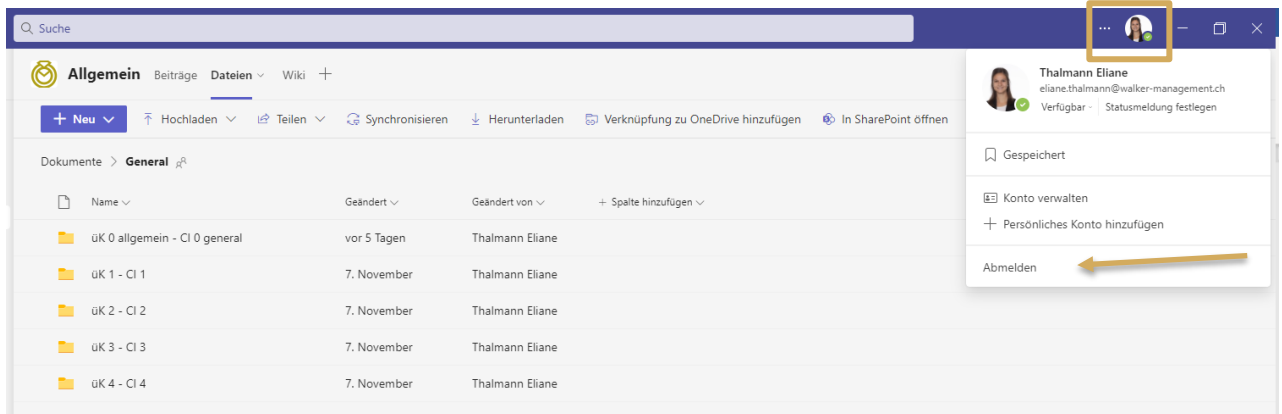 Suche
Allgemein Beiträge Dateien Wiki
Thalmann Eliane
eliane.thalmann@walker-management.ch
Verfügbar Statusmeldung festlegen
Neu Hochladen Teilen Synchronisieren Herunterladen Verknüpfung zu OneDrive hinzufügen In SharePoint öffnen
Gespeichert
Dokumente > General
Konto verwalten
Name Geändert Geändert von + Spalte hinzufügen
+ Persönliches Konto hinzufügen
üK 0 allgemein - CI 0 general vor 5 Tagen Thalmann Eliane
Abmelden
üK 1 - CI 1 7. November Thalmann Eliane
üK 2 - CI 2 7. November Thalmann Eliane
üK 3 - CI 3 7. November Thalmann Eliane
üK 4 - CI 4 7. November Thalmann Eliane